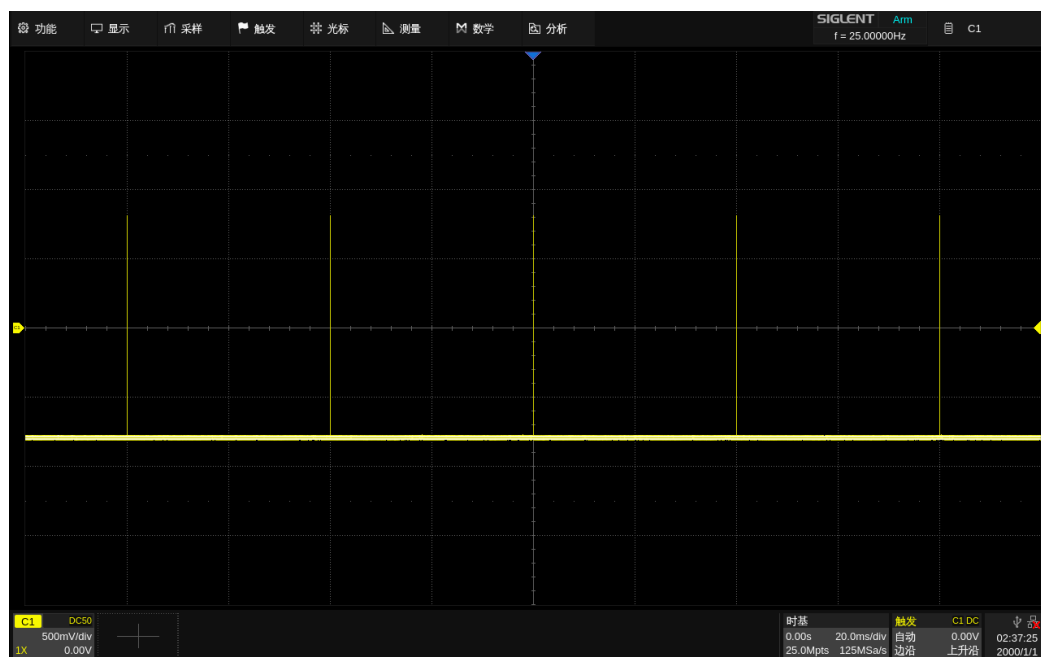 功能 显示 采样 触发 光标 测量 数学 分析 SIGLENT Arm
f = 25.00000Hz
C1
C1
C1 DC50
500mV/div
1X 0.00V
时基
0.00s 20.0ms/div
25.0Mpts 125MSa/s
触发 C1 DC
自动 0.00V
边沿 上升沿
02:37:25
2000/1/1